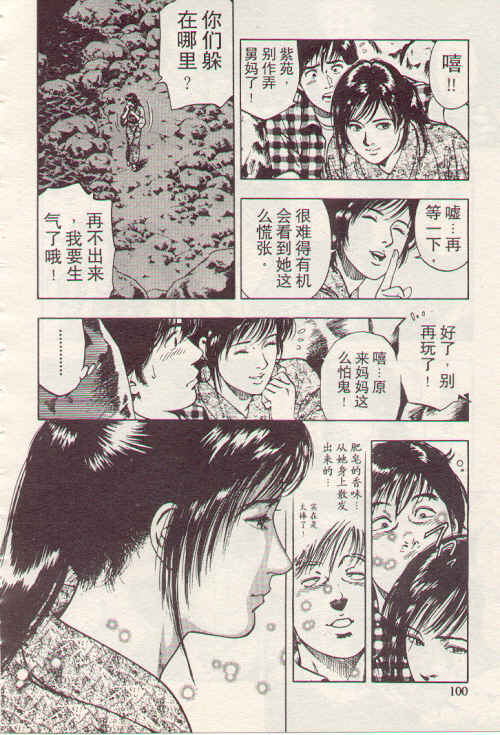 嘻!!
紫苑，
别作弄
舅妈了！
嘘…再
等一下
很难得有机
会看到她这
么慌张。
你们躲
在哪里
？
再不出来
，我要生
气了哦！
好了，别
再玩了！
嘻…原
来妈妈这
么怕鬼！
…………
肥皂的香味…
从她身上散发
出来的…
实在是
太棒了！
100